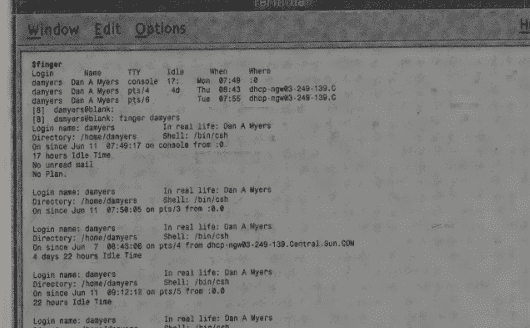 Terminal
Window Edit Options
$finger
Login Name TTY Idle When Where
danyers Dan A Myers console 17: Mon 07:49 :0
danyers Dan A Myers pts/4 4d Thu 08:43 dhcp-ngw03-249-139.C
danyers Dan A Myers pts/6 Tue 07:55 dhcp-ngw03-249-139.C
[8] danyers@blank:
[8] danyers@blank: finger danyers
Login name: danyers In real life: Dan A Myers
Directory: /home/danyers Shell: /bin/csh
On since Jun 11 07:49:17 on console from :0
17 hours Idle Time
No unread mail
No Plan.
Login name: danyers In real life: Dan A Myers
Directory: /home/danyers Shell: /bin/csh
On since Jun 11 07:50:05 on pts/3 from :0.0
Login name: danyers In real life: Dan A Myers
Directory: /home/danyers Shell: /bin/csh
On since Jun 7 08:43:06 on pts/4 from dhcp-ngw03-249-139.Central.Sun.COM
4 days 22 hours Idle Time
Login name: danyers In real life: Dan A Myers
Directory: /home/danyers Shell: /bin/csh
On since Jun 11 09:12:12 on pts/5 from :0.0
22 hours Idle Time
Login name: danyers In real life: Dan A Myers